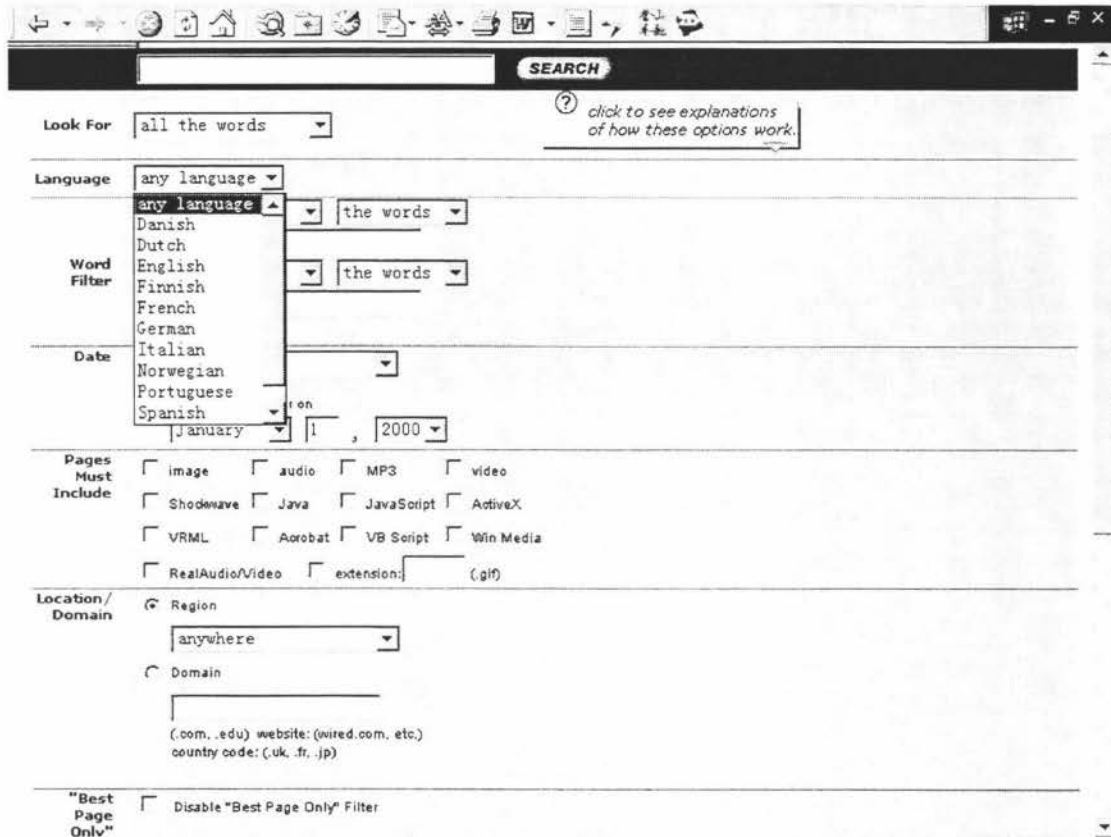 SEARCH
? click to see explanations
of how these options work.
Look For all the words
Language any language
any language
Danish
Dutch
English
Finnish
French
German
Italian
Norwegian
Portuguese
Spanish
the words
Word
Filter
the words
Date
r on
January 1 , 2000
Pages
Must
Include
image audio MP3 video
Shockwave Java JavaScript ActiveX
VRML Acrobat VB Script Win Media
RealAudio/Video extension: (.gif)
Location/
Domain
Region
anywhere
Domain
(.com, .edu) website: (wired.com, etc.)
country code: (.uk, .fr, .jp)
"Best
Page
Only"
Disable "Best Page Only" Filter